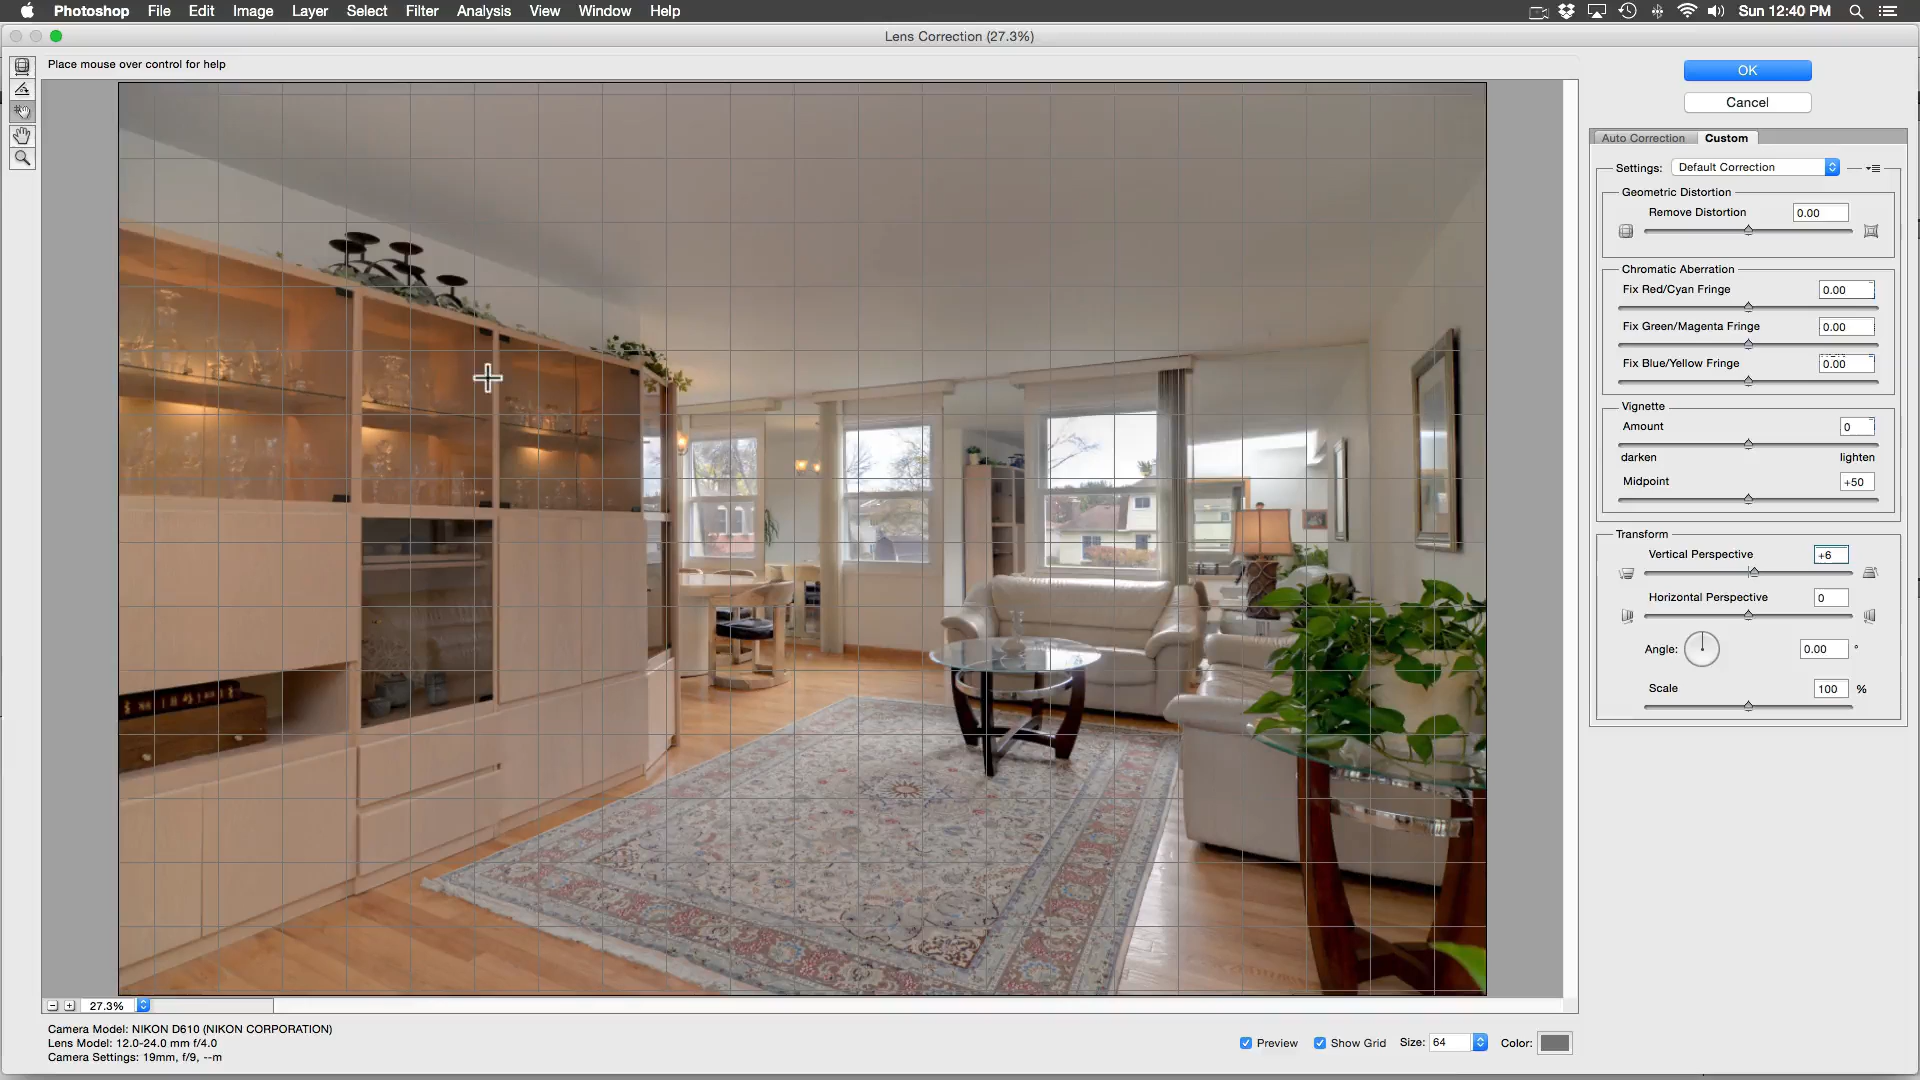 Photoshop File Edit Image Layer Select Filter Analysis View Window Help Sun 12:40 PM
Lens Correction (27.3%)
Place mouse over control for help
OK
Cancel
Auto Correction Custom
Settings: Default Correction
Geometric Distortion
Remove Distortion 0.00
Chromatic Aberration
Fix Red/Cyan Fringe 0.00
Fix Green/Magenta Fringe 0.00
Fix Blue/Yellow Fringe 0.00
Vignette
Amount 0
darken lighten
Midpoint +50
Transform
Vertical Perspective +6
Horizontal Perspective 0
Angle: 0.00 °
Scale 100 %
27.3%
Camera Model: NIKON D610 (NIKON CORPORATION)
Lens Model: 12.0-24.0 mm f/4.0
Camera Settings: 19mm, f/9, --m
Preview Show Grid Size: 64 Color: